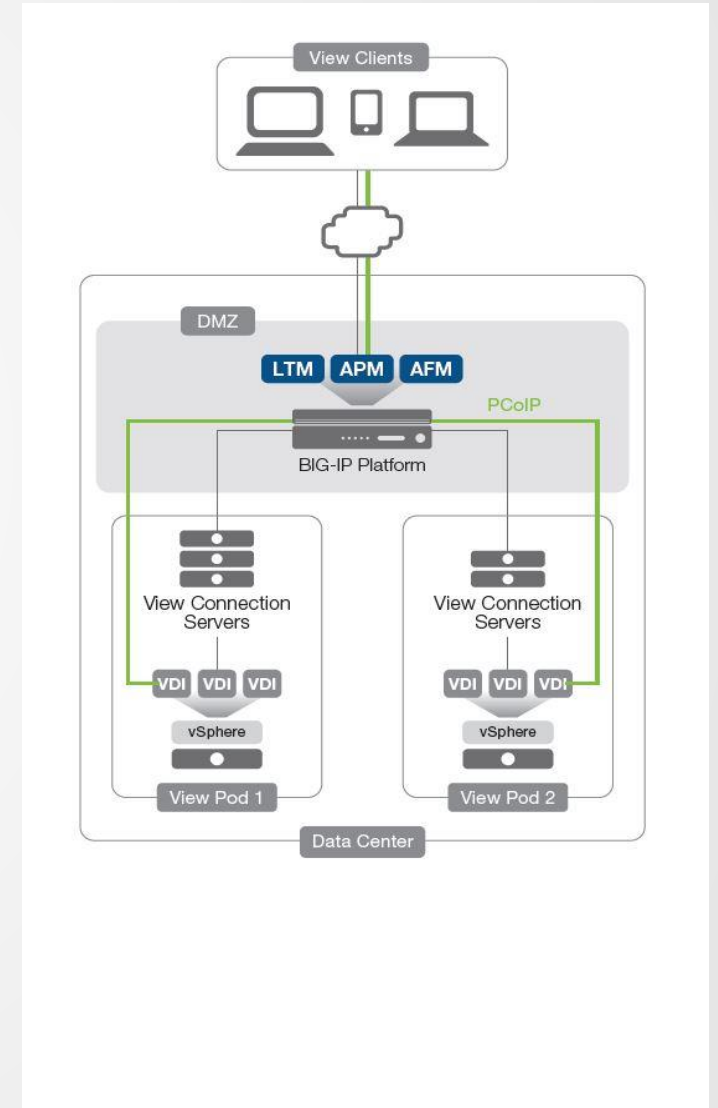 View Clients
DMZ
LTM APM AFM
PCoIP
BIG-IP Platform
View Connection
Servers
View Connection
Servers
VDI VDI VDI
VDI VDI VDI
vSphere
vSphere
View Pod 1
View Pod 2
Data Center